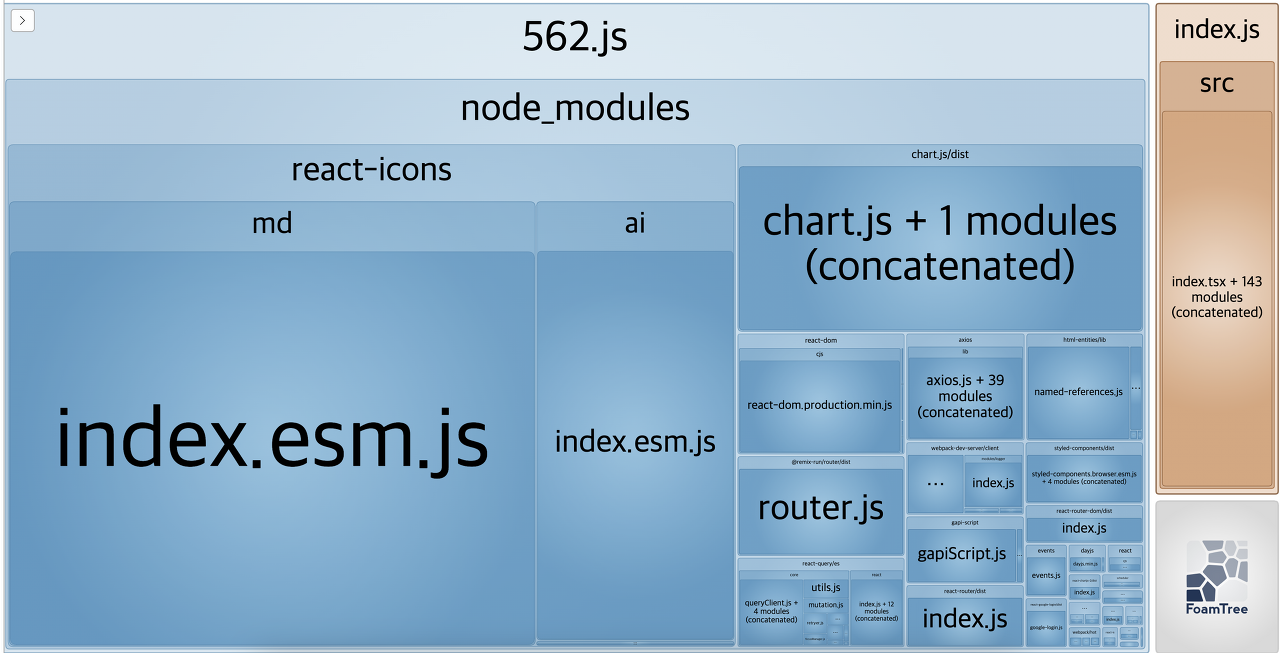 562.js
node_modules
react-icons
md
index.esm.js
ai
index.esm.js
chart.js/dist
chart.js + 1 modules
(concatenated)
react-dom
cjs
react-dom.production.min.js
axios
lib
axios.js + 39
modules
(concatenated)
html-entities/lib
named-references.js
...
@remix-run/router/dist
router.js
webpack-dev-server/client
...
index.js
styled-components/dist
styled-components.browser.esm.js
+ 4 modules (concatenated)
react-router-dom/dist
index.js
gapi-script
gapiScript.js
react-query/es
core
queryClient.js +
4 modules
(concatenated)
utils.js
mutation.js
retryer.js
react
index.js + 12
modules
(concatenated)
react-router/dist
index.js
events
events.js
dayjs
dayjs.min.js
react
index.js
google-login.js
webpack/hot
index.js
src
index.tsx + 143
modules
(concatenated)
FoamTree